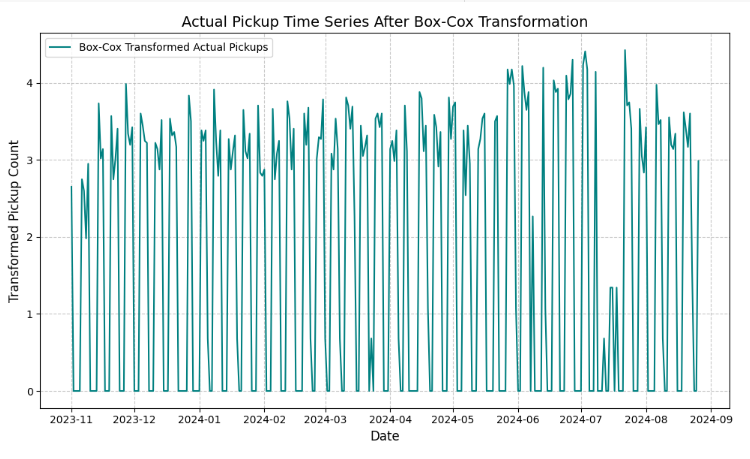 Actual Pickup Time Series After Box-Cox Transformation
Box-Cox Transformed Actual Pickups
Transformed Pickup Count
4
3
2
1
0
2023-11 2023-12 2024-01 2024-02 2024-03 2024-04 2024-05 2024-06 2024-07 2024-08 2024-09
Date